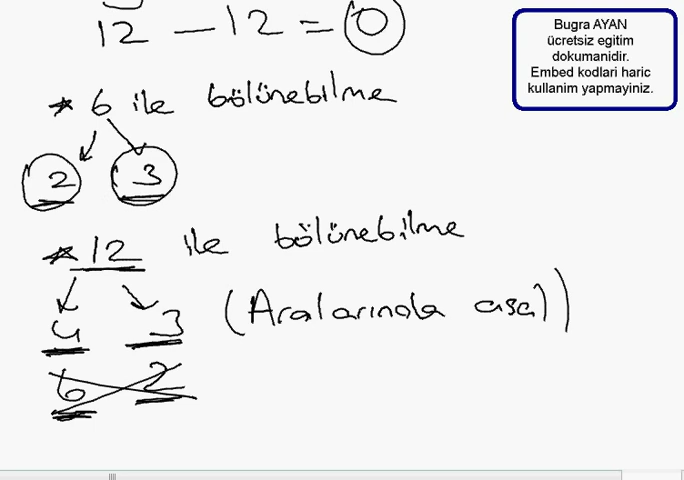 12 — 12 = 0
Bugra AYAN
ücretsiz egitim
dokumanidir.
Embed kodlari haric
kullanim yapmayiniz.
* 6 ile bölünebilme
2 3
* 12 ile bölünebilme
4 3 (Aralarında asal)
6 2